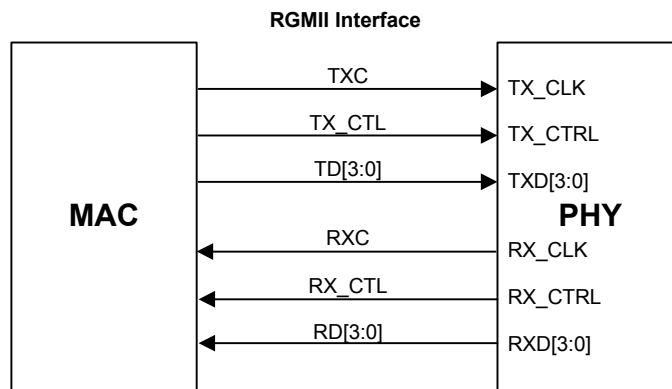 RGMII Interface
TXC
TX_CLK
TX_CTL
TX_CTRL
TD[3:0]
TXD[3:0]
MAC
PHY
RXC
RX_CLK
RX_CTL
RX_CTRL
RD[3:0]
RXD[3:0]